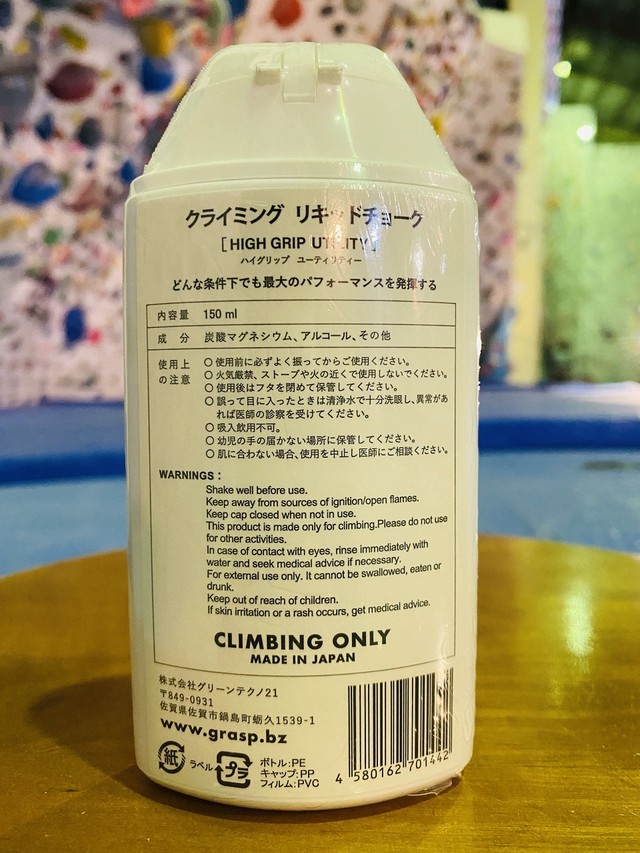 クライミング リキッドチョーク
[HIGH GRIP UTILITY]
ハイグリップ ユーティリティー
どんな条件下でも最大のパフォーマンスを発揮する
内容量 150 ml
成 分 炭酸マグネシウム、アルコール、その他
使用上の注意
○ 使用前に必ずよく振ってからご使用ください。
○ 火気厳禁、ストーブや火の近くで使用しないでください。
○ 使用後はフタを閉めて保管してください。
○ 誤って目に入ったときは清浄水で十分洗眼し、異常があ
れば医師の診察を受けてください。
○ 吸入飲用不可。
○ 幼児の手の届かない場所に保管してください。
○ 肌に合わない場合、使用を中止し医師にご相談ください。
WARNINGS :
Shake well before use.
Keep away from sources of ignition/open flames.
Keep cap closed when not in use.
This product is made only for climbing.Please do not use
for other activities.
In case of contact with eyes, rinse immediately with
water and seek medical advice if necessary.
For external use only. It cannot be swallowed, eaten or
drunk.
Keep out of reach of children.
If skin irritation or a rash occurs, get medical advice.
CLIMBING ONLY
MADE IN JAPAN
株式会社グリーンテクノ21
〒849-0931
佐賀県佐賀市鍋島町蛎久1539-1
www.grasp.bz
紙 ラベル プラ ボトル:PE
キャップ:PP
フィルム:PVC
4 580162 701442